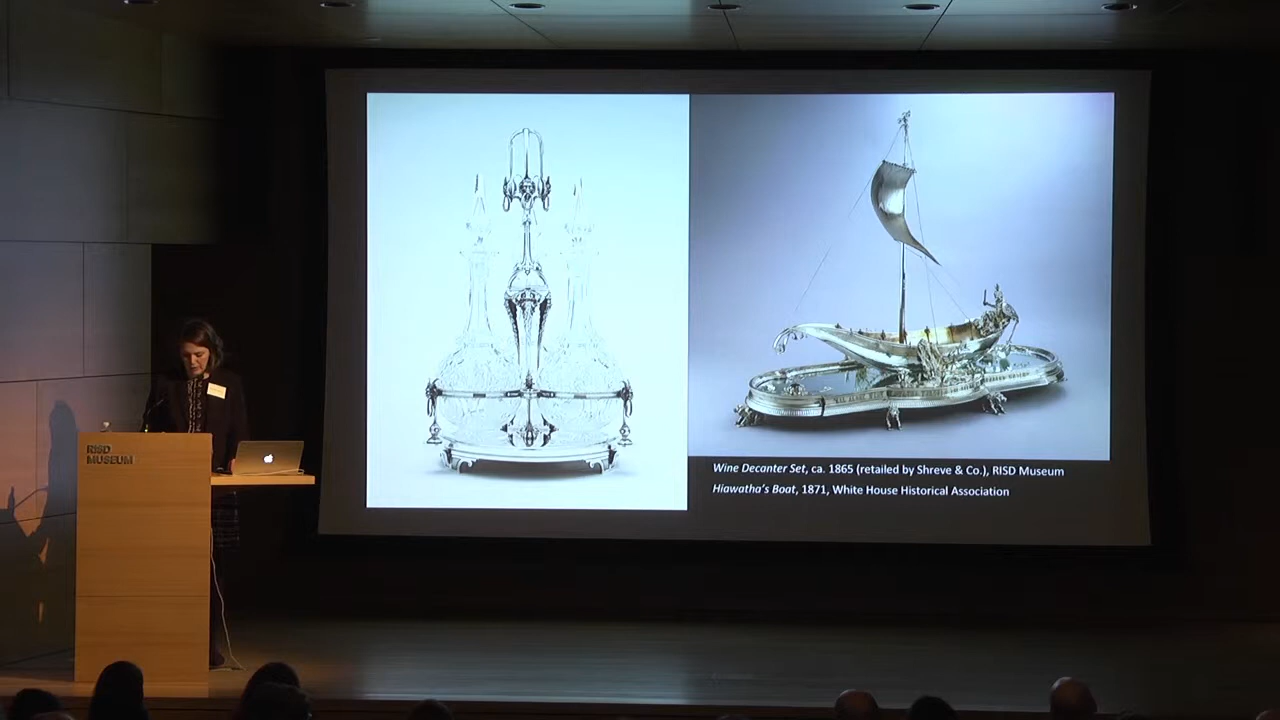 Wine Decanter Set, ca. 1865 (retailed by Shreve & Co.), RISD Museum
Hiawatha's Boat, 1871, White House Historical Association
RISD
MUSEUM